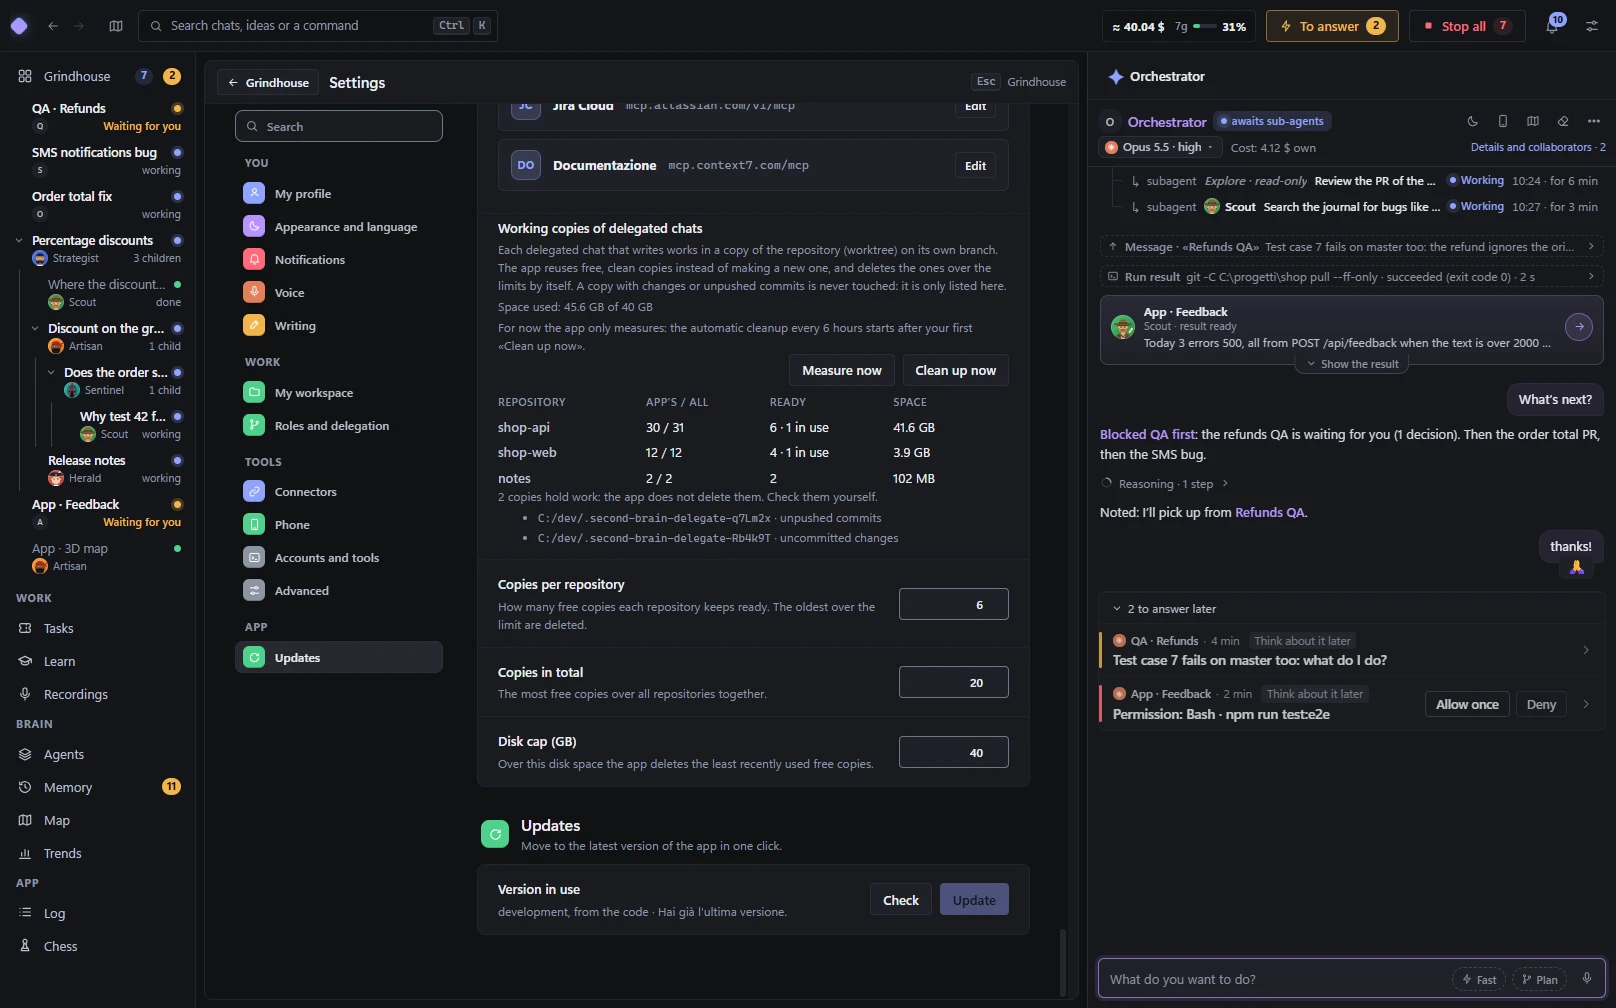 Search chats, ideas or a command
Ctrl K
≈ 40.04 $ 7g 31%
To answer 2
Stop all 7
10
Grindhouse 7 2
QA · Refunds
Q Waiting for you
SMS notifications bug
S working
Order total fix
O working
Percentage discounts
Strategist 3 children
Where the discount...
Scout done
Discount on the gr...
Artisan 1 child
Does the order s...
Sentinel 1 child
Why test 42 f...
Scout working
Release notes
Herald working
App · Feedback
A Waiting for you
App · 3D map
Artisan
WORK
Tasks
Learn
Recordings
BRAIN
Agents
Memory 11
Map
Trends
APP
Log
Chess
Grindhouse
Settings
Esc Grindhouse
Search
YOU
My profile
Appearance and language
Notifications
Voice
Writing
WORK
My workspace
Roles and delegation
TOOLS
Connectors
Phone
Accounts and tools
Advanced
APP
Updates
JC Jira Cloud mcp.atlassian.com/v1/mcp Edit
DO Documentazione mcp.context7.com/mcp Edit
Working copies of delegated chats
Each delegated chat that writes works in a copy of the repository (worktree) on its own branch.
The app reuses free, clean copies instead of making a new one, and deletes the ones over the
limits by itself. A copy with changes or unpushed commits is never touched: it is only listed here.
Space used: 45.6 GB of 40 GB
For now the app only measures: the automatic cleanup every 6 hours starts after your first
«Clean up now».
Measure now Clean up now
REPOSITORY APP'S / ALL READY SPACE
shop-api 30 / 31 6 · 1 in use 41.6 GB
shop-web 12 / 12 4 · 1 in use 3.9 GB
notes 2 / 2 2 102 MB
2 copies hold work: the app does not delete them. Check them yourself.
• C:/dev/.second-brain-delegate-q7Lm2x · unpushed commits
• C:/dev/.second-brain-delegate-Rb4k9T · uncommitted changes
Copies per repository
How many free copies each repository keeps ready. The oldest over the
limit are deleted.
6
Copies in total
The most free copies over all repositories together.
20
Disk cap (GB)
Over this disk space the app deletes the least recently used free copies.
40
Updates
Move to the latest version of the app in one click.
Version in use
development, from the code · Hai già l'ultima versione.
Check Update
Orchestrator
O Orchestrator awaits sub-agents
Opus 5.5 · high Cost: 4.12 $ own Details and collaborators · 2
subagent Explore · read-only Review the PR of the ... Working 10:24 · for 6 min
subagent Scout Search the journal for bugs like ... Working 10:27 · for 3 min
Message · «Refunds QA» Test case 7 fails on master too: the refund ignores the ori...
Run result git -C C:\progetti\shop pull --ff-only · succeeded (exit code 0) · 2 s
App · Feedback
Scout · result ready
Today 3 errors 500, all from POST /api/feedback when the text is over 2000 ...
Show the result
What's next?
Blocked QA first: the refunds QA is waiting for you (1 decision). Then the order total PR,
then the SMS bug.
Reasoning · 1 step
Noted: I'll pick up from Refunds QA.
thanks!
🙏
2 to answer later
QA · Refunds · 4 min Think about it later
Test case 7 fails on master too: what do I do?
App · Feedback · 2 min Think about it later
Permission: Bash · npm run test:e2e
Allow once Deny
What do you want to do?
Fast Plan